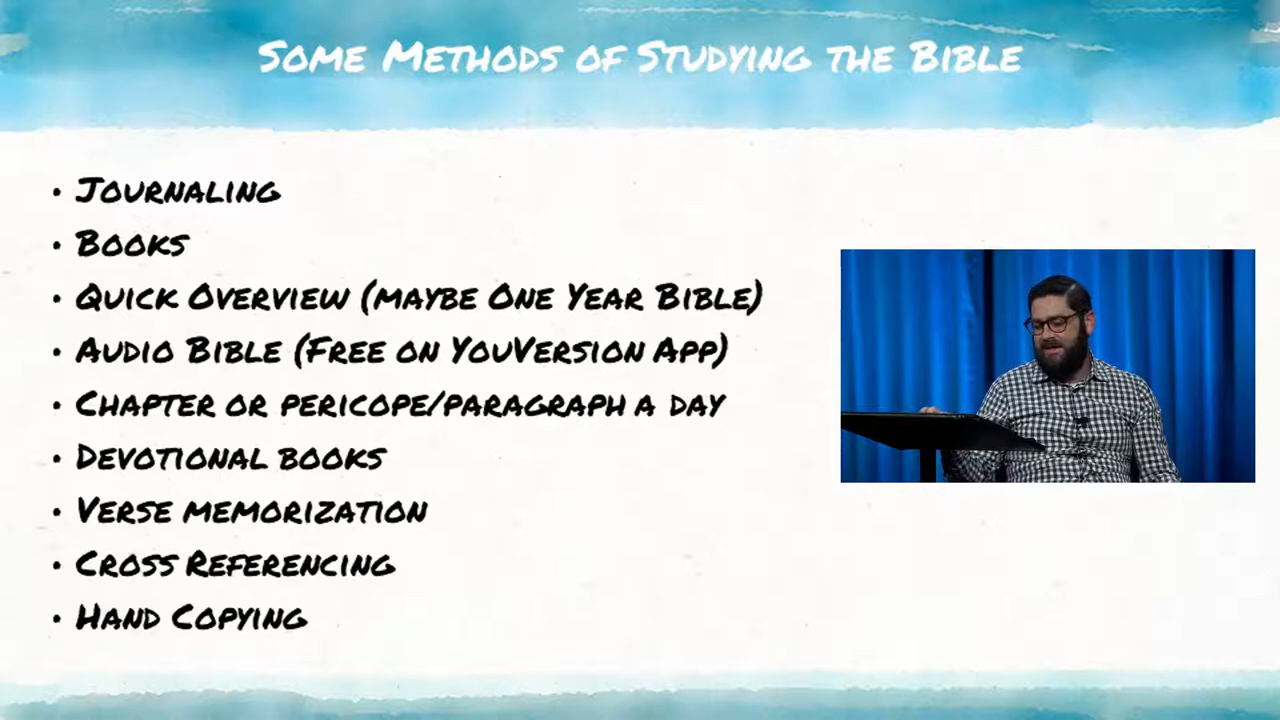 Some Methods of Studying the Bible
• Journaling
• Books
• Quick Overview (maybe One Year Bible)
• Audio Bible (Free on YouVersion App)
• Chapter or pericope/paragraph a day
• Devotional books
• Verse memorization
• Cross Referencing
• Hand Copying